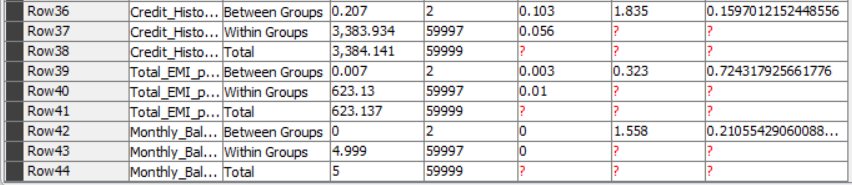 Row36 Credit_Histo... Between Groups 0.207 2 0.103 1.835 0.1597012152448556
Row37 Credit_Histo... Within Groups 3,383.934 59997 0.056 ? ?
Row38 Credit_Histo... Total 3,384.141 59999 ? ? ?
Row39 Total_EMI_p... Between Groups 0.007 2 0.003 0.323 0.724317925661776
Row40 Total_EMI_p... Within Groups 623.13 59997 0.01 ? ?
Row41 Total_EMI_p... Total 623.137 59999 ? ? ?
Row42 Monthly_Bal... Between Groups 0 2 0 1.558 0.21055429060088...
Row43 Monthly_Bal... Within Groups 4.999 59997 0 ? ?
Row44 Monthly_Bal... Total 5 59999 ? ? ?